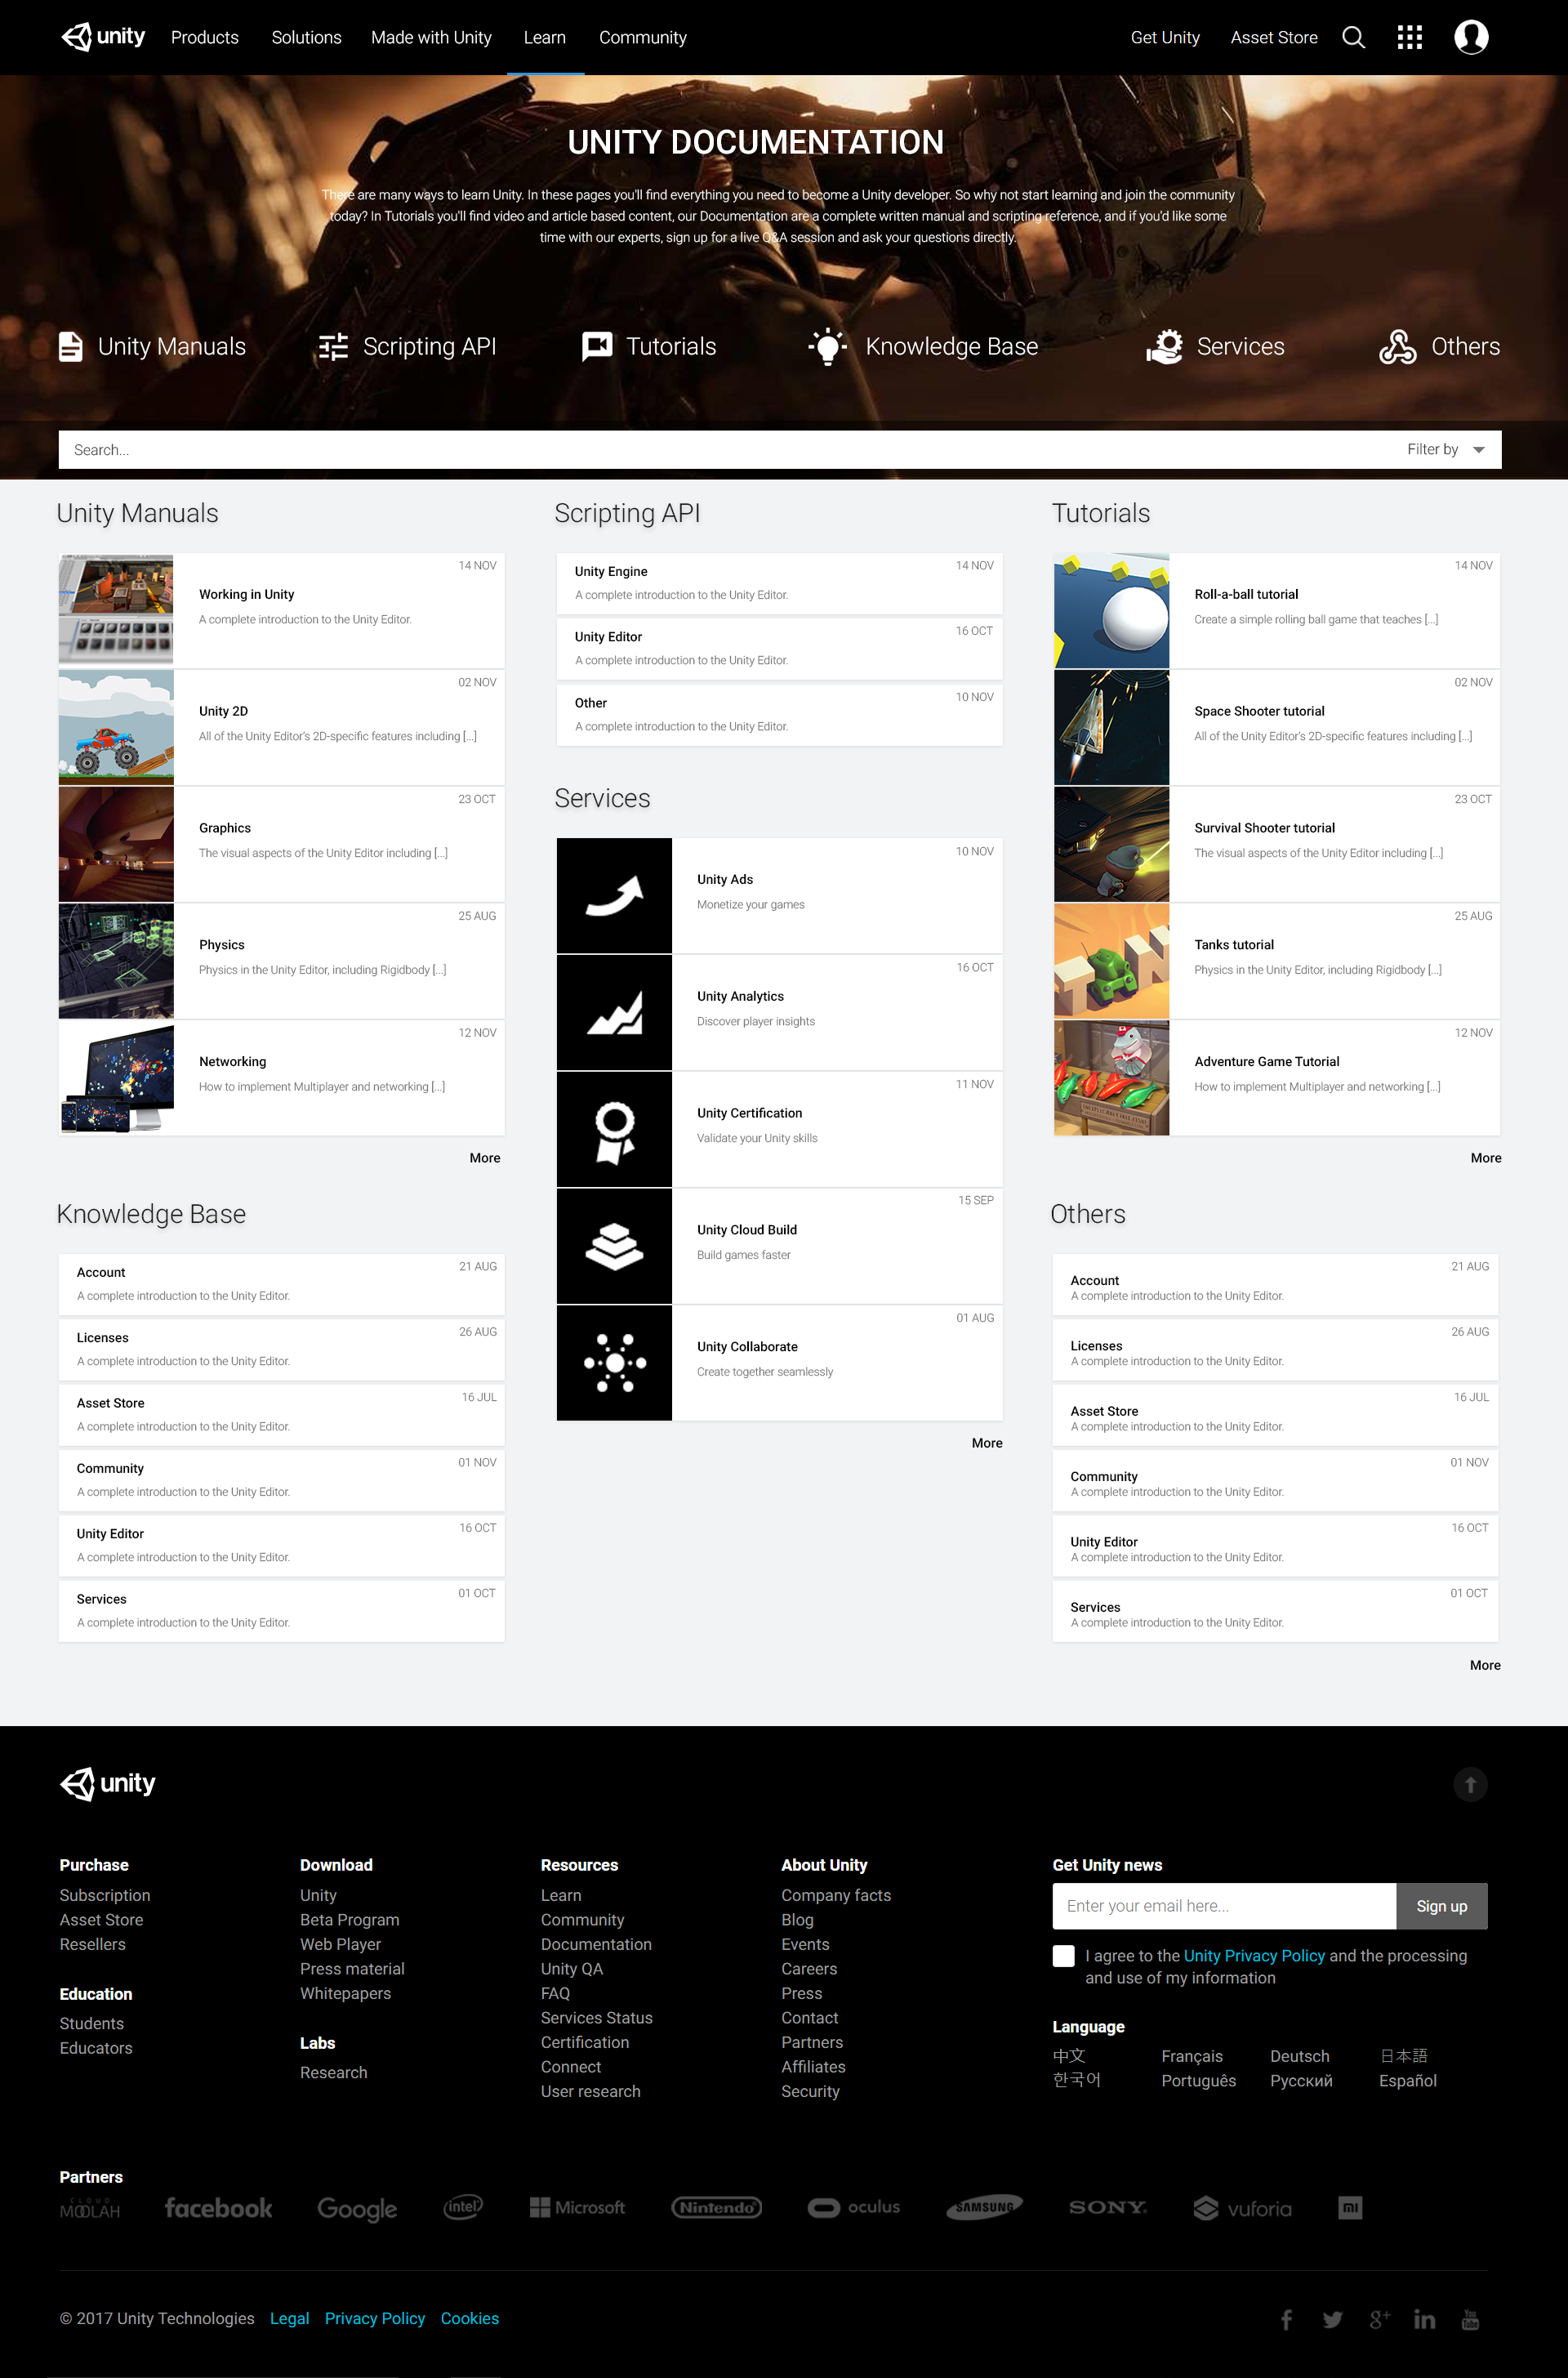 unity Products Solutions Made with Unity Learn Community Get Unity Asset Store
UNITY DOCUMENTATION
There are many ways to learn Unity. In these pages you'll find everything you need to become a Unity developer. So why not start learning and join the community
today? In Tutorials you'll find video and article based content, our Documentation are a complete written manual and scripting reference, and if you'd like some
time with our experts, sign up for a live Q&A session and ask your questions directly.
Unity Manuals Scripting API Tutorials Knowledge Base Services Others
Search... Filter by
Unity Manuals
14 NOV
Working in Unity
A complete introduction to the Unity Editor.
02 NOV
Unity 2D
All of the Unity Editor's 2D-specific features including [...]
23 OCT
Graphics
The visual aspects of the Unity Editor including [...]
25 AUG
Physics
Physics in the Unity Editor, including Rigidbody [...]
12 NOV
Networking
How to implement Multiplayer and networking [...]
More
Scripting API
14 NOV
Unity Engine
A complete introduction to the Unity Editor.
16 OCT
Unity Editor
A complete introduction to the Unity Editor.
10 NOV
Other
A complete introduction to the Unity Editor.
Services
10 NOV
Unity Ads
Monetize your games
16 OCT
Unity Analytics
Discover player insights
11 NOV
Unity Certification
Validate your Unity skills
15 SEP
Unity Cloud Build
Build games faster
01 AUG
Unity Collaborate
Create together seamlessly
More
Tutorials
14 NOV
Roll-a-ball tutorial
Create a simple rolling ball game that teaches [...]
02 NOV
Space Shooter tutorial
All of the Unity Editor's 2D-specific features including [...]
23 OCT
Survival Shooter tutorial
The visual aspects of the Unity Editor including [...]
25 AUG
Tanks tutorial
Physics in the Unity Editor, including Rigidbody [...]
12 NOV
Adventure Game Tutorial
How to implement Multiplayer and networking [...]
More
Knowledge Base
21 AUG
Account
A complete introduction to the Unity Editor.
26 AUG
Licenses
A complete introduction to the Unity Editor.
16 JUL
Asset Store
A complete introduction to the Unity Editor.
01 NOV
Community
A complete introduction to the Unity Editor.
16 OCT
Unity Editor
A complete introduction to the Unity Editor.
01 OCT
Services
A complete introduction to the Unity Editor.
Others
21 AUG
Account
A complete introduction to the Unity Editor.
26 AUG
Licenses
A complete introduction to the Unity Editor.
16 JUL
Asset Store
A complete introduction to the Unity Editor.
01 NOV
Community
A complete introduction to the Unity Editor.
16 OCT
Unity Editor
A complete introduction to the Unity Editor.
01 OCT
Services
A complete introduction to the Unity Editor.
More
unity
Purchase
Subscription
Asset Store
Resellers
Education
Students
Educators
Download
Unity
Beta Program
Web Player
Press material
Whitepapers
Labs
Research
Resources
Learn
Community
Documentation
Unity QA
FAQ
Services Status
Certification
Connect
User research
About Unity
Company facts
Blog
Events
Careers
Press
Contact
Partners
Affiliates
Security
Get Unity news
Enter your email here... Sign up
I agree to the Unity Privacy Policy and the processing
and use of my information
Language
中文 Français Deutsch 日本語
한국어 Português Русский Español
Partners
CLOUD
MOOLAH facebook Google intel Microsoft Nintendo oculus SAMSUNG SONY vuforia mi
© 2017 Unity Technologies Legal Privacy Policy Cookies
f g+ in You Tube